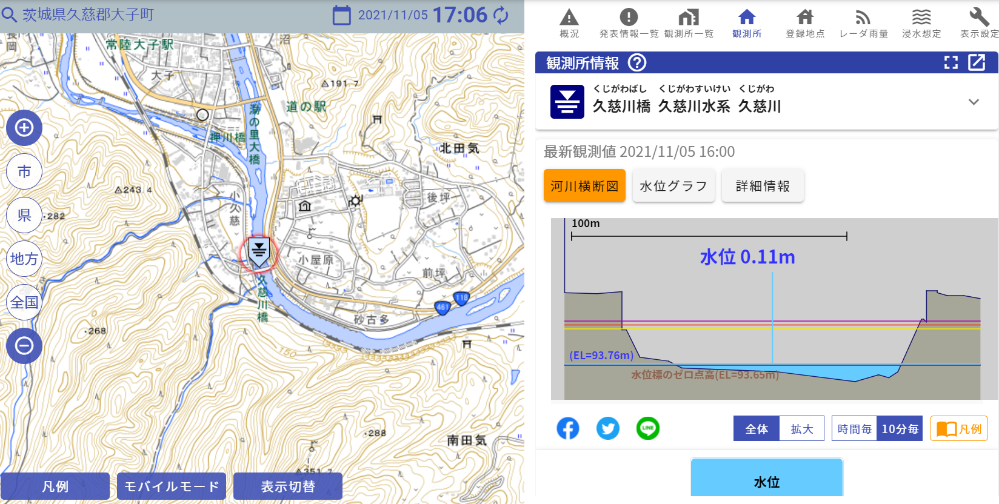 茨城県久慈郡大子町
2021/11/05 17:06
長岡
常陸大子駅
沼
大子
191.7
道の駅
湯の里大橋
押川橋
北田気
243.4
小久慈
282
後坪
小屋原
前坪
久慈川橋
461
118
砂古多
268
150
288
南田気
351.7
市
県
地方
全国
凡例
モバイルモード
表示切替
概況
発表情報一覧
観測所一覧
観測所
登録地点
レーダ雨量
浸水想定
表示設定
観測所情報
くじがわばし くじがわすいけい くじがわ
久慈川橋 久慈川水系 久慈川
最新観測値 2021/11/05 16:00
河川横断図
水位グラフ
詳細情報
100m
水位 0.11m
(EL=93.76m)
水位標のゼロ点高(EL=93.65m)
LINE
全体
拡大
時間毎
10分毎
凡例
水位